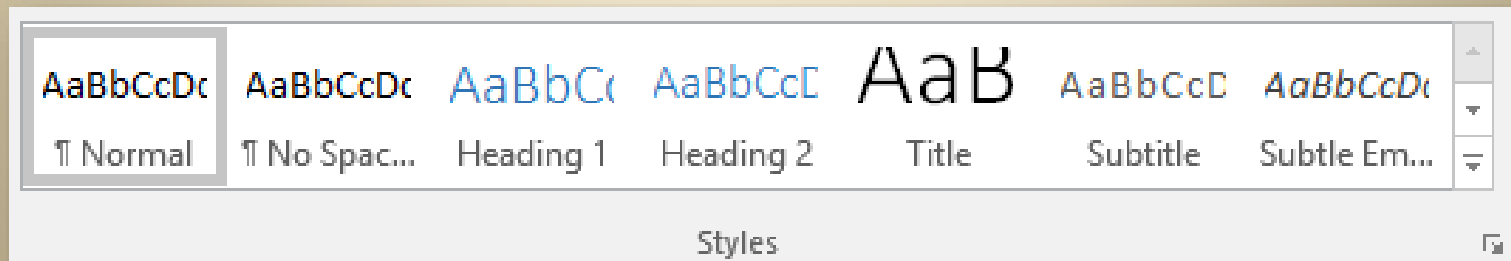 AaBbCcDc AaBbCcDc AaBbCc AaBbCcD AaB AaBbCcD AaBbCcDc
¶ Normal ¶ No Spac... Heading 1 Heading 2 Title Subtitle Subtle Em...
Styles